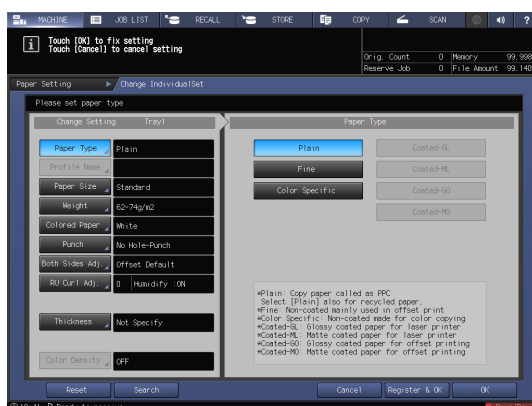 MACHINE JOB LIST RECALL STORE COPY SCAN ?
Touch [OK] to fix setting
Touch [Cancel] to cancel setting
Orig. Count 0 Memory 99.998
Reserve Job 0 File Amount 99.140
Paper Setting Change IndividualSet
Please set paper type
Change Setting Tray1
Paper Type
Paper Type Plain
Profile Name
Paper Size Standard
Weight 62-74g/m2
Colored Paper White
Punch No Hole-Punch
Both Sides Adj. Offset Default
RU Curl Adj. 0 Humidify :ON
Thickness Not Specify
Color Density OFF
Plain Coated-GL
Fine Coated-ML
Color Specific Coated-GO
Coated-MO
*Plain: Copy paper called as PPC
Select [Plain] also for recycled paper.
*Fine: Non-coated mainly used in offset print
*Color Specific: Non-coated made for color copying
*Coated-GL: Glossy coated paper for laser printer
*Coated-ML: Matte coated paper for laser printer
*Coated-GO: Glossy coated paper for offset printing
*Coated-MO: Matte coated paper for offset printing
Reset Search Cancel Register & OK OK